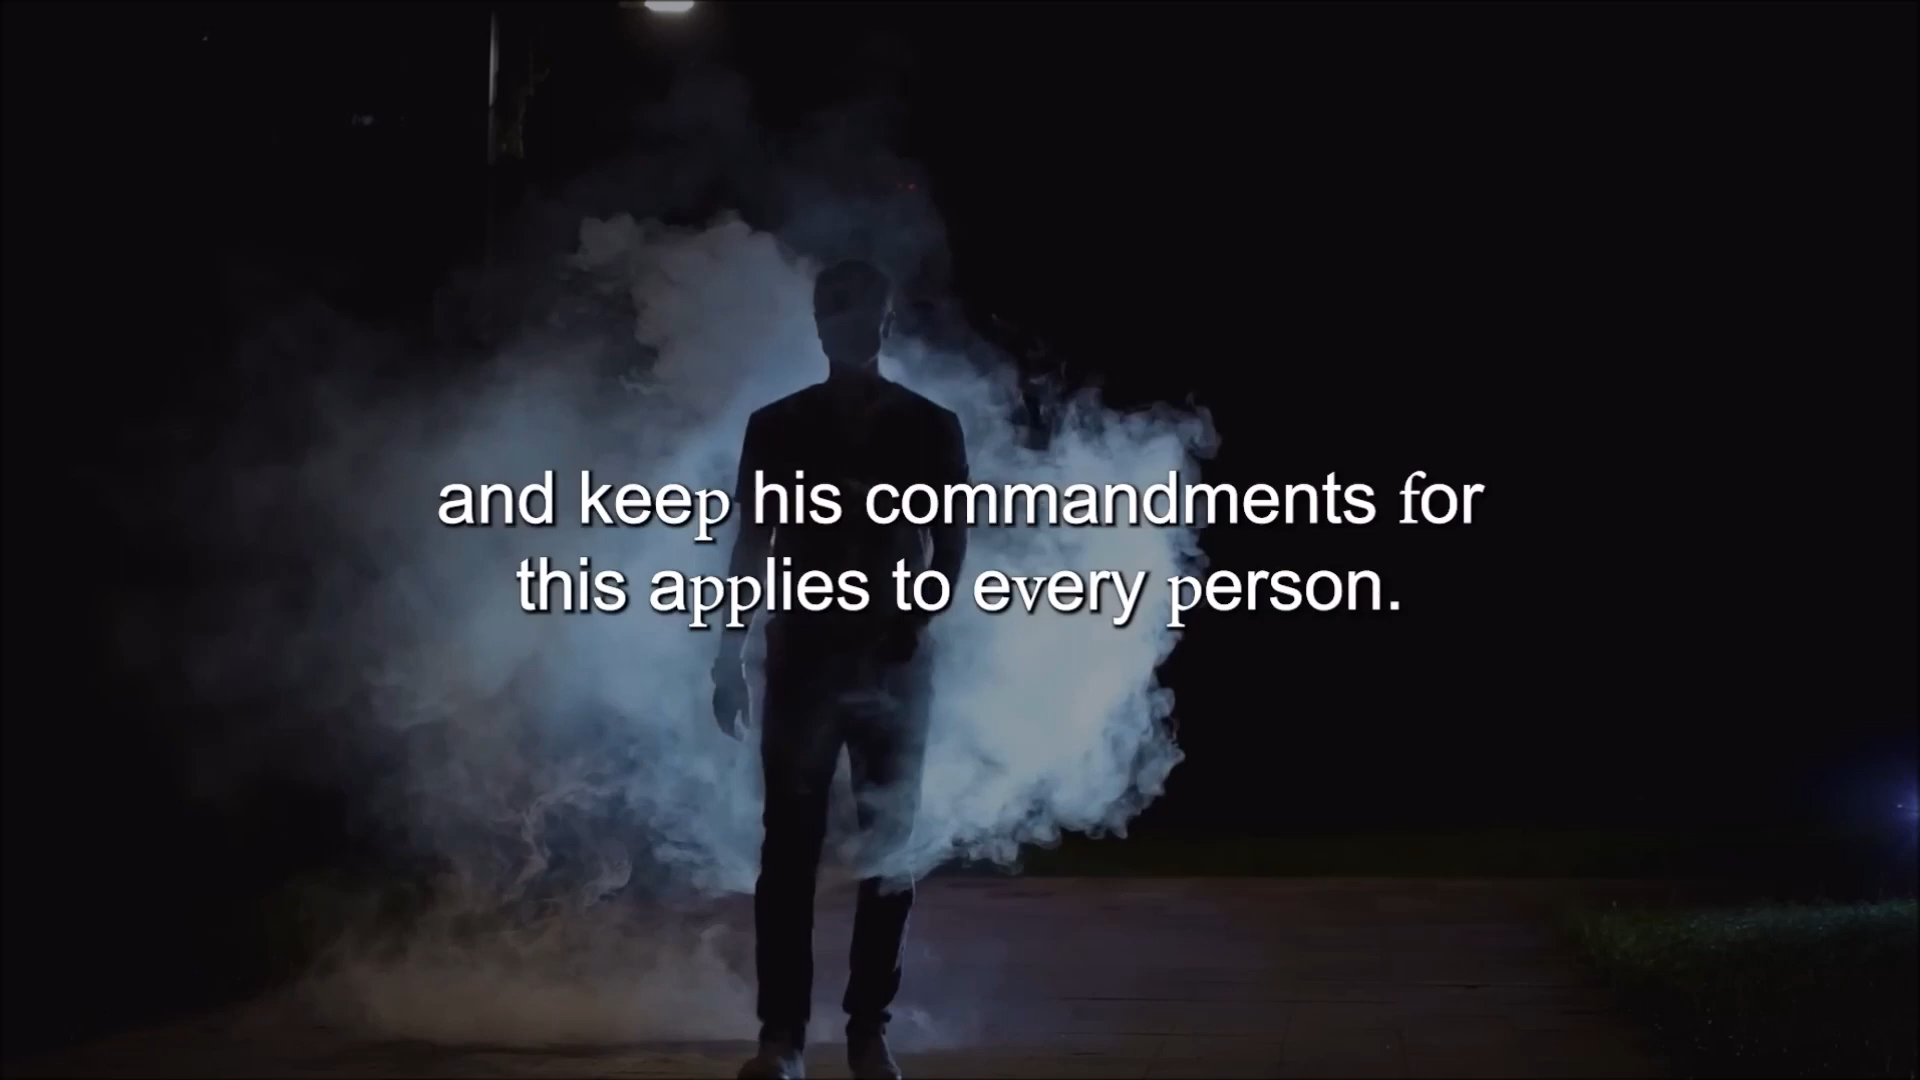 and keep his commandments for
this applies to every person.